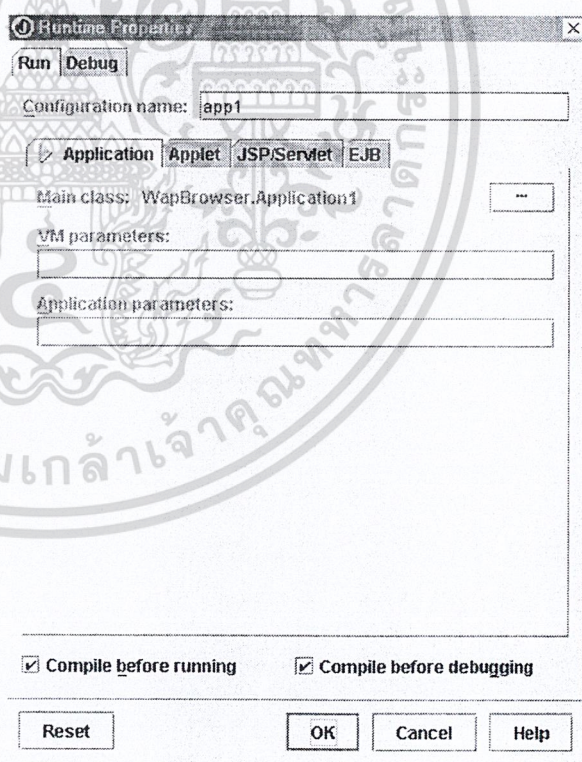 Runtime Properties
Run Debug
Configuration name: app1
Application Applet JSP/Servlet EJB
Main class: WapBrowser.Application1 ...
VM parameters:
Application parameters:
Compile before running Compile before debugging
Reset OK Cancel Help